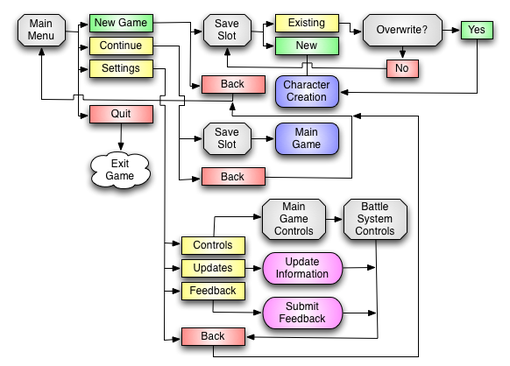 Main
Menu
New Game
Continue
Settings
Quit
Exit
Game
Save
Slot
Existing
New
Overwrite?
Yes
No
Back
Character
Creation
Save
Slot
Main
Game
Back
Main
Game
Controls
Battle
System
Controls
Controls
Updates
Update
Information
Feedback
Submit
Feedback
Back